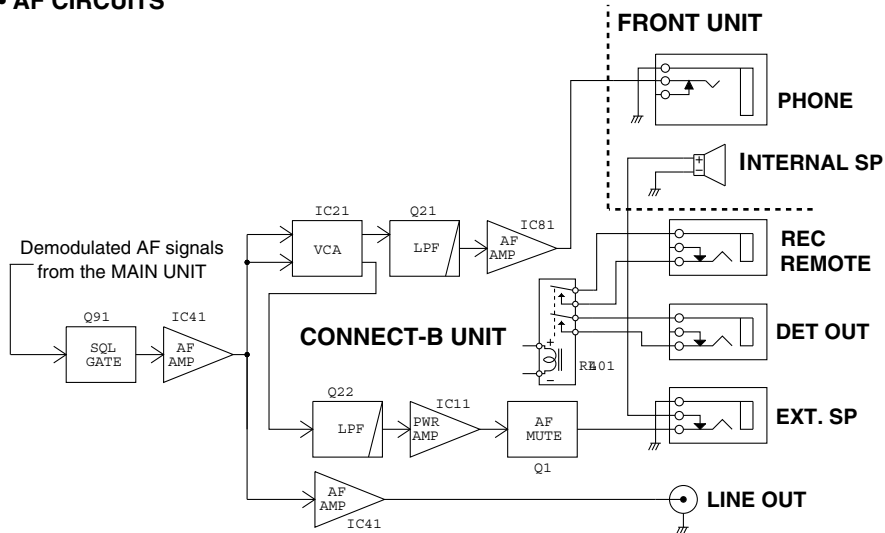 • AF CIRCUITS
FRONT UNIT
PHONE
INTERNAL SP
IC21
Q21
IC81
VCA
LPF
AF
AMP
REC
REMOTE
Demodulated AF signals
from the MAIN UNIT
Q91
IC41
SQL
GATE
AF
AMP
CONNECT-B UNIT
+
−
DET OUT
Q22
IC11
LPF
PWR
AMP
AF
MUTE
Q1
EXT. SP
AF
AMP
IC41
LINE OUT
+
−